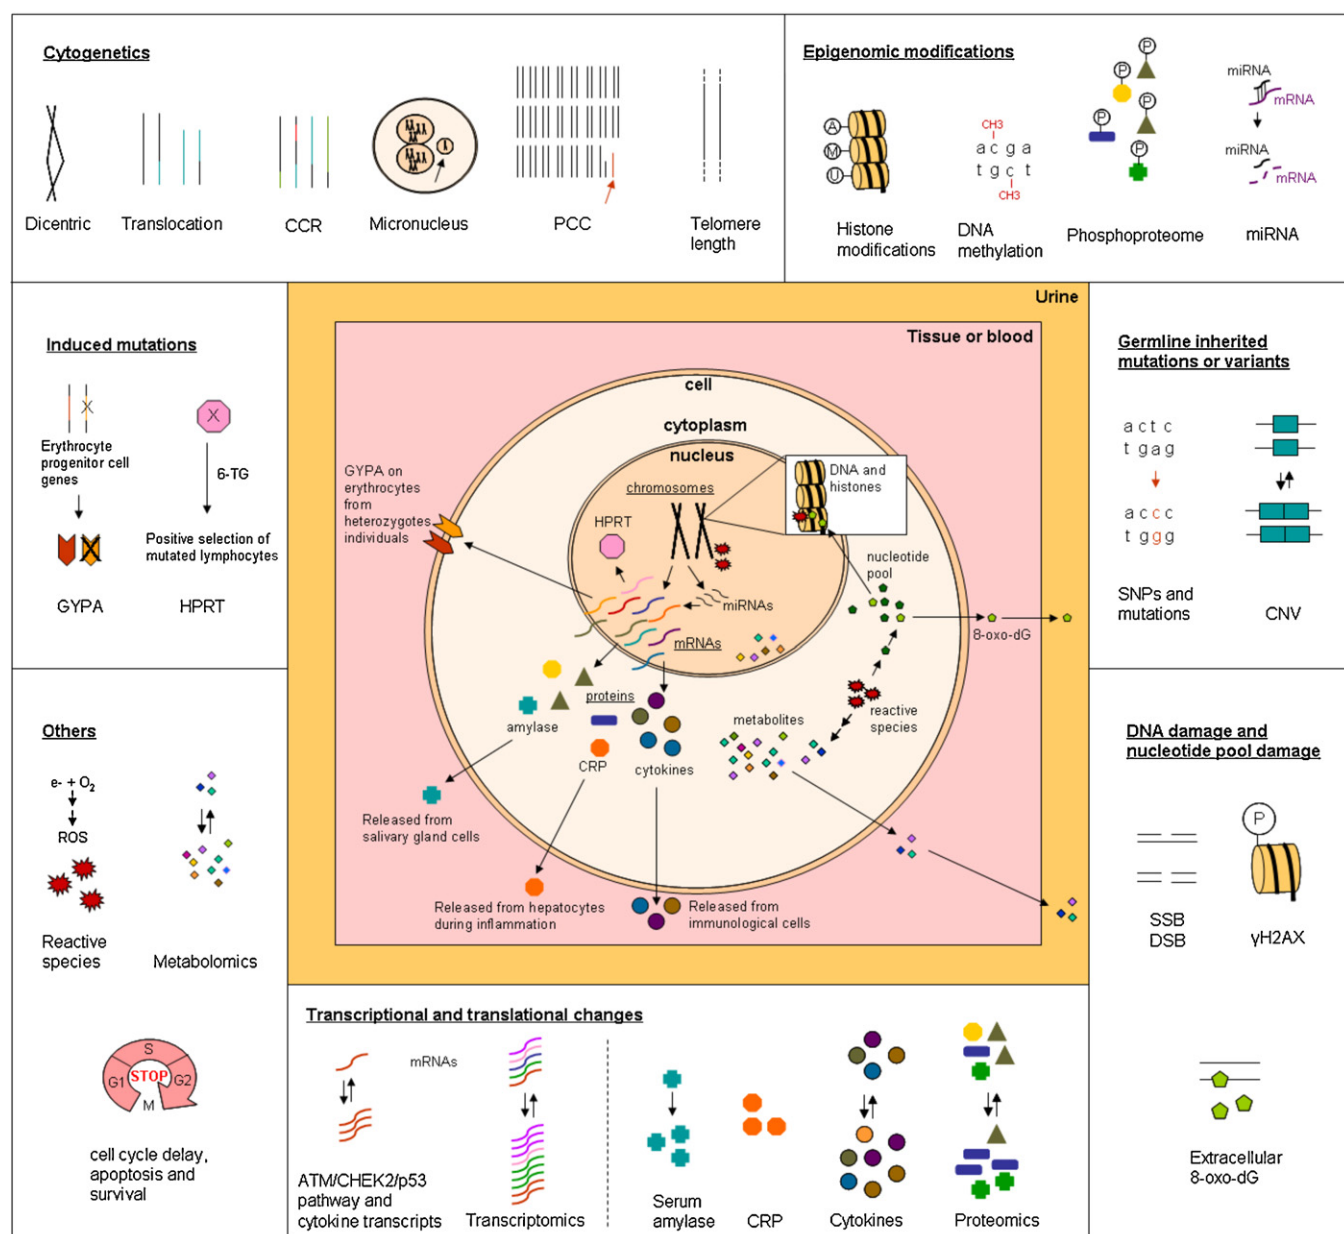 Cytogenetics
Dicentric
Translocation
CCR
Micronucleus
PCC
Telomere
length
Epigenomic modifications
A
M
U
Histone
modifications
CH3
a c g a
t g c t
CH3
DNA
methylation
P
P
P
P
P
Phosphoproteome
miRNA
mRNA
miRNA
mRNA
miRNA
Induced mutations
X
X
Erythrocyte
progenitor cell
genes
6-TG
Positive selection of
mutated lymphocytes
GYPA
HPRT
Urine
Tissue or blood
cell
cytoplasm
nucleus
chromosomes
DNA and
histones
GYPA on
erythrocytes
from
heterozygotes
individuals
HPRT
nucleotide
pool
miRNAs
mRNAs
8-oxo-dG
proteins
amylase
CRP
cytokines
metabolites
reactive
species
Released from
salivary gland cells
Released from hepatocytes
during inflammation
Released from
immunological cells
Germline inherited
mutations or variants
a c t c
t g a g
a c c c
t g g g
SNPs and
mutations
CNV
Others
e- + O2
ROS
Reactive
species
Metabolomics
S
G1
STOP
G2
M
cell cycle delay,
apoptosis and
survival
DNA damage and
nucleotide pool damage
P
SSB
DSB
γH2AX
Extracellular
8-oxo-dG
Transcriptional and translational changes
mRNAs
ATM/CHEK2/p53
pathway and
cytokine transcripts
Transcriptomics
Serum
amylase
CRP
Cytokines
Proteomics